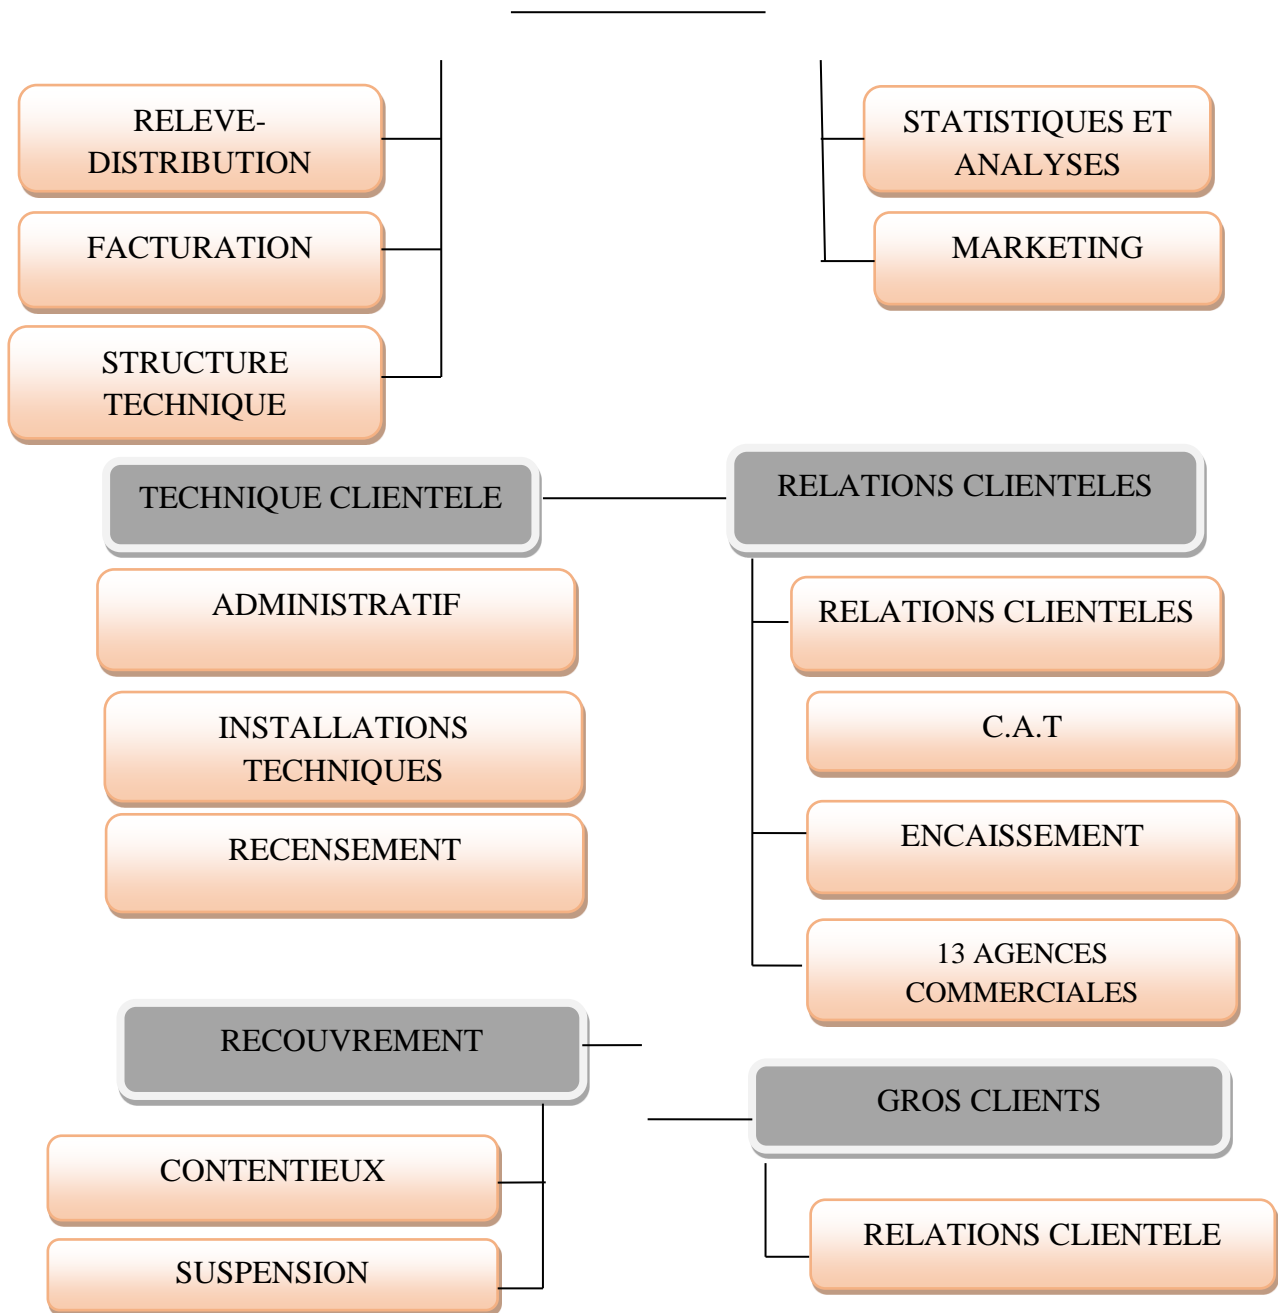 RELEVE-
DISTRIBUTION
STATISTIQUES ET
ANALYSES
FACTURATION
MARKETING
STRUCTURE
TECHNIQUE
TECHNIQUE CLIENTELE
RELATIONS CLIENTELES
ADMINISTRATIF
RELATIONS CLIENTELES
INSTALLATIONS
TECHNIQUES
C.A.T
RECENSEMENT
ENCAISSEMENT
13 AGENCES
COMMERCIALES
RECOUVREMENT
GROS CLIENTS
CONTENTIEUX
RELATIONS CLIENTELE
SUSPENSION